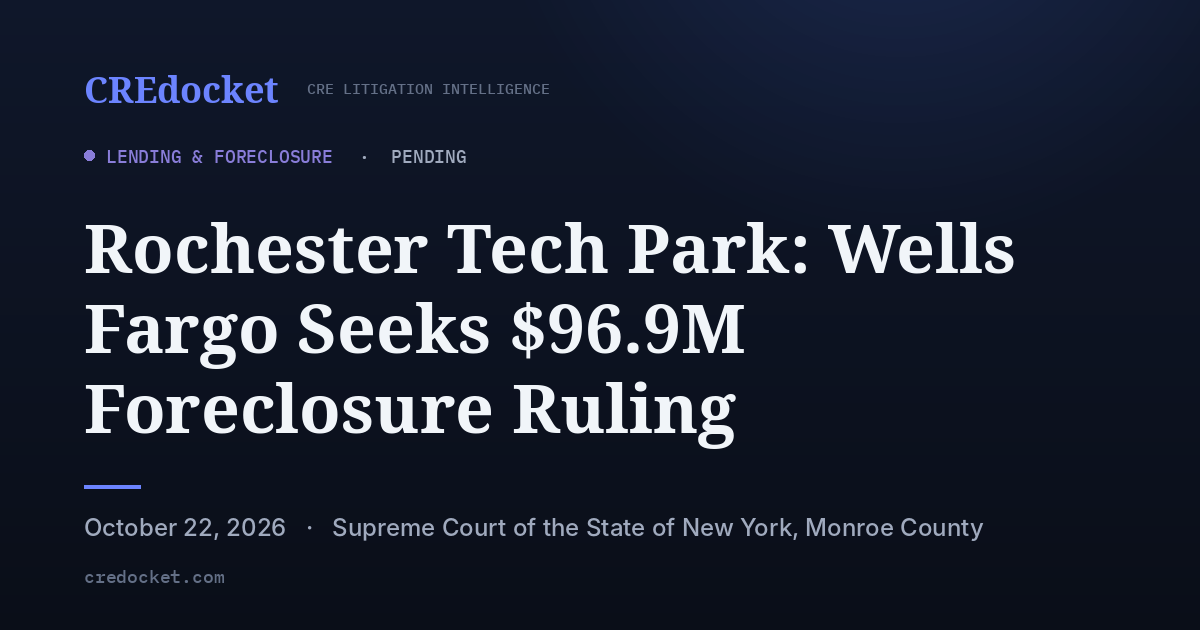 CREdocket CRE LITIGATION INTELLIGENCE
LENDING & FORECLOSURE · PENDING
Rochester Tech Park: Wells
Fargo Seeks $96.9M
Foreclosure Ruling
October 22, 2026 · Supreme Court of the State of New York, Monroe County
credocket.com